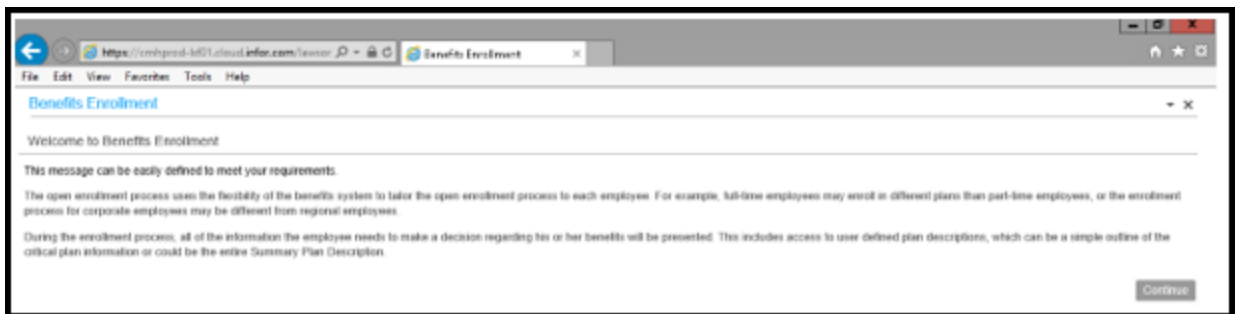 https://cmhprod-lsf01.cloud.infor.com/lawson
Benefits Enrollment
File Edit View Favorites Tools Help
Benefits Enrollment
Welcome to Benefits Enrollment
This message can be easily defined to meet your requirements.
The open enrollment process uses the flexibility of the benefits system to tailor the open enrollment process to each employee. For example, full-time employees may enroll in different plans than part-time employees, or the enrollment
process for corporate employees may be different from regional employees.
During the enrollment process, all of the information the employee needs to make a decision regarding his or her benefits will be presented. This includes access to user defined plan descriptions, which can be a simple outline of the
critical plan information or could be the entire Summary Plan Description.
Continue